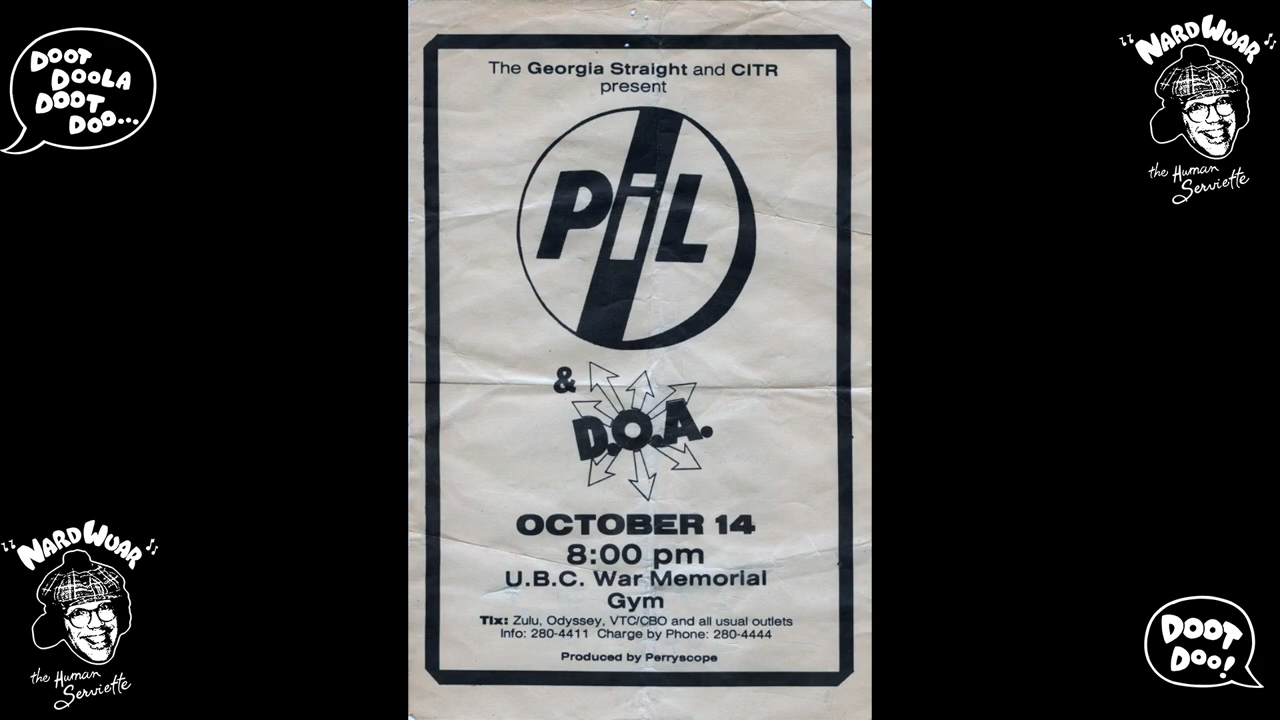 DOOT
DOOLA
DOOT
DOO...
NARDWUAR
the Human
Serviette
The Georgia Straight and CITR
present
PiL
& D.O.A.
OCTOBER 14
8:00 pm
U.B.C. War Memorial
Gym
Tix: Zulu, Odyssey, VTC/CBO and all usual outlets
Info: 280-4411 Charge by Phone: 280-4444
Produced by Perryscope
NARDWUAR
the Human
Serviette
DOOT
DOO!